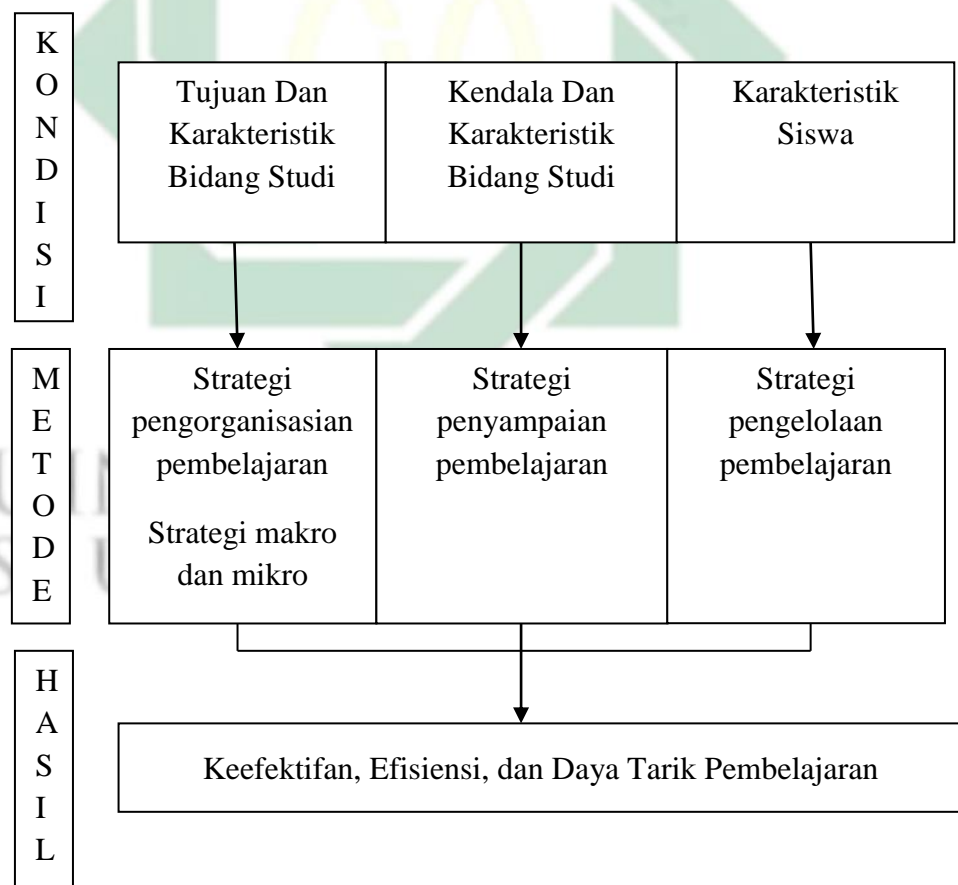 K
O
N
D
I
S
I
Tujuan Dan
Karakteristik
Bidang Studi
Kendala Dan
Karakteristik
Bidang Studi
Karakteristik
Siswa
M
E
T
O
D
E
Strategi
pengorganisasian
pembelajaran
Strategi makro
dan mikro
Strategi
penyampaian
pembelajaran
Strategi
pengelolaan
pembelajaran
H
A
S
I
L
Keefektifan, Efisiensi, dan Daya Tarik Pembelajaran